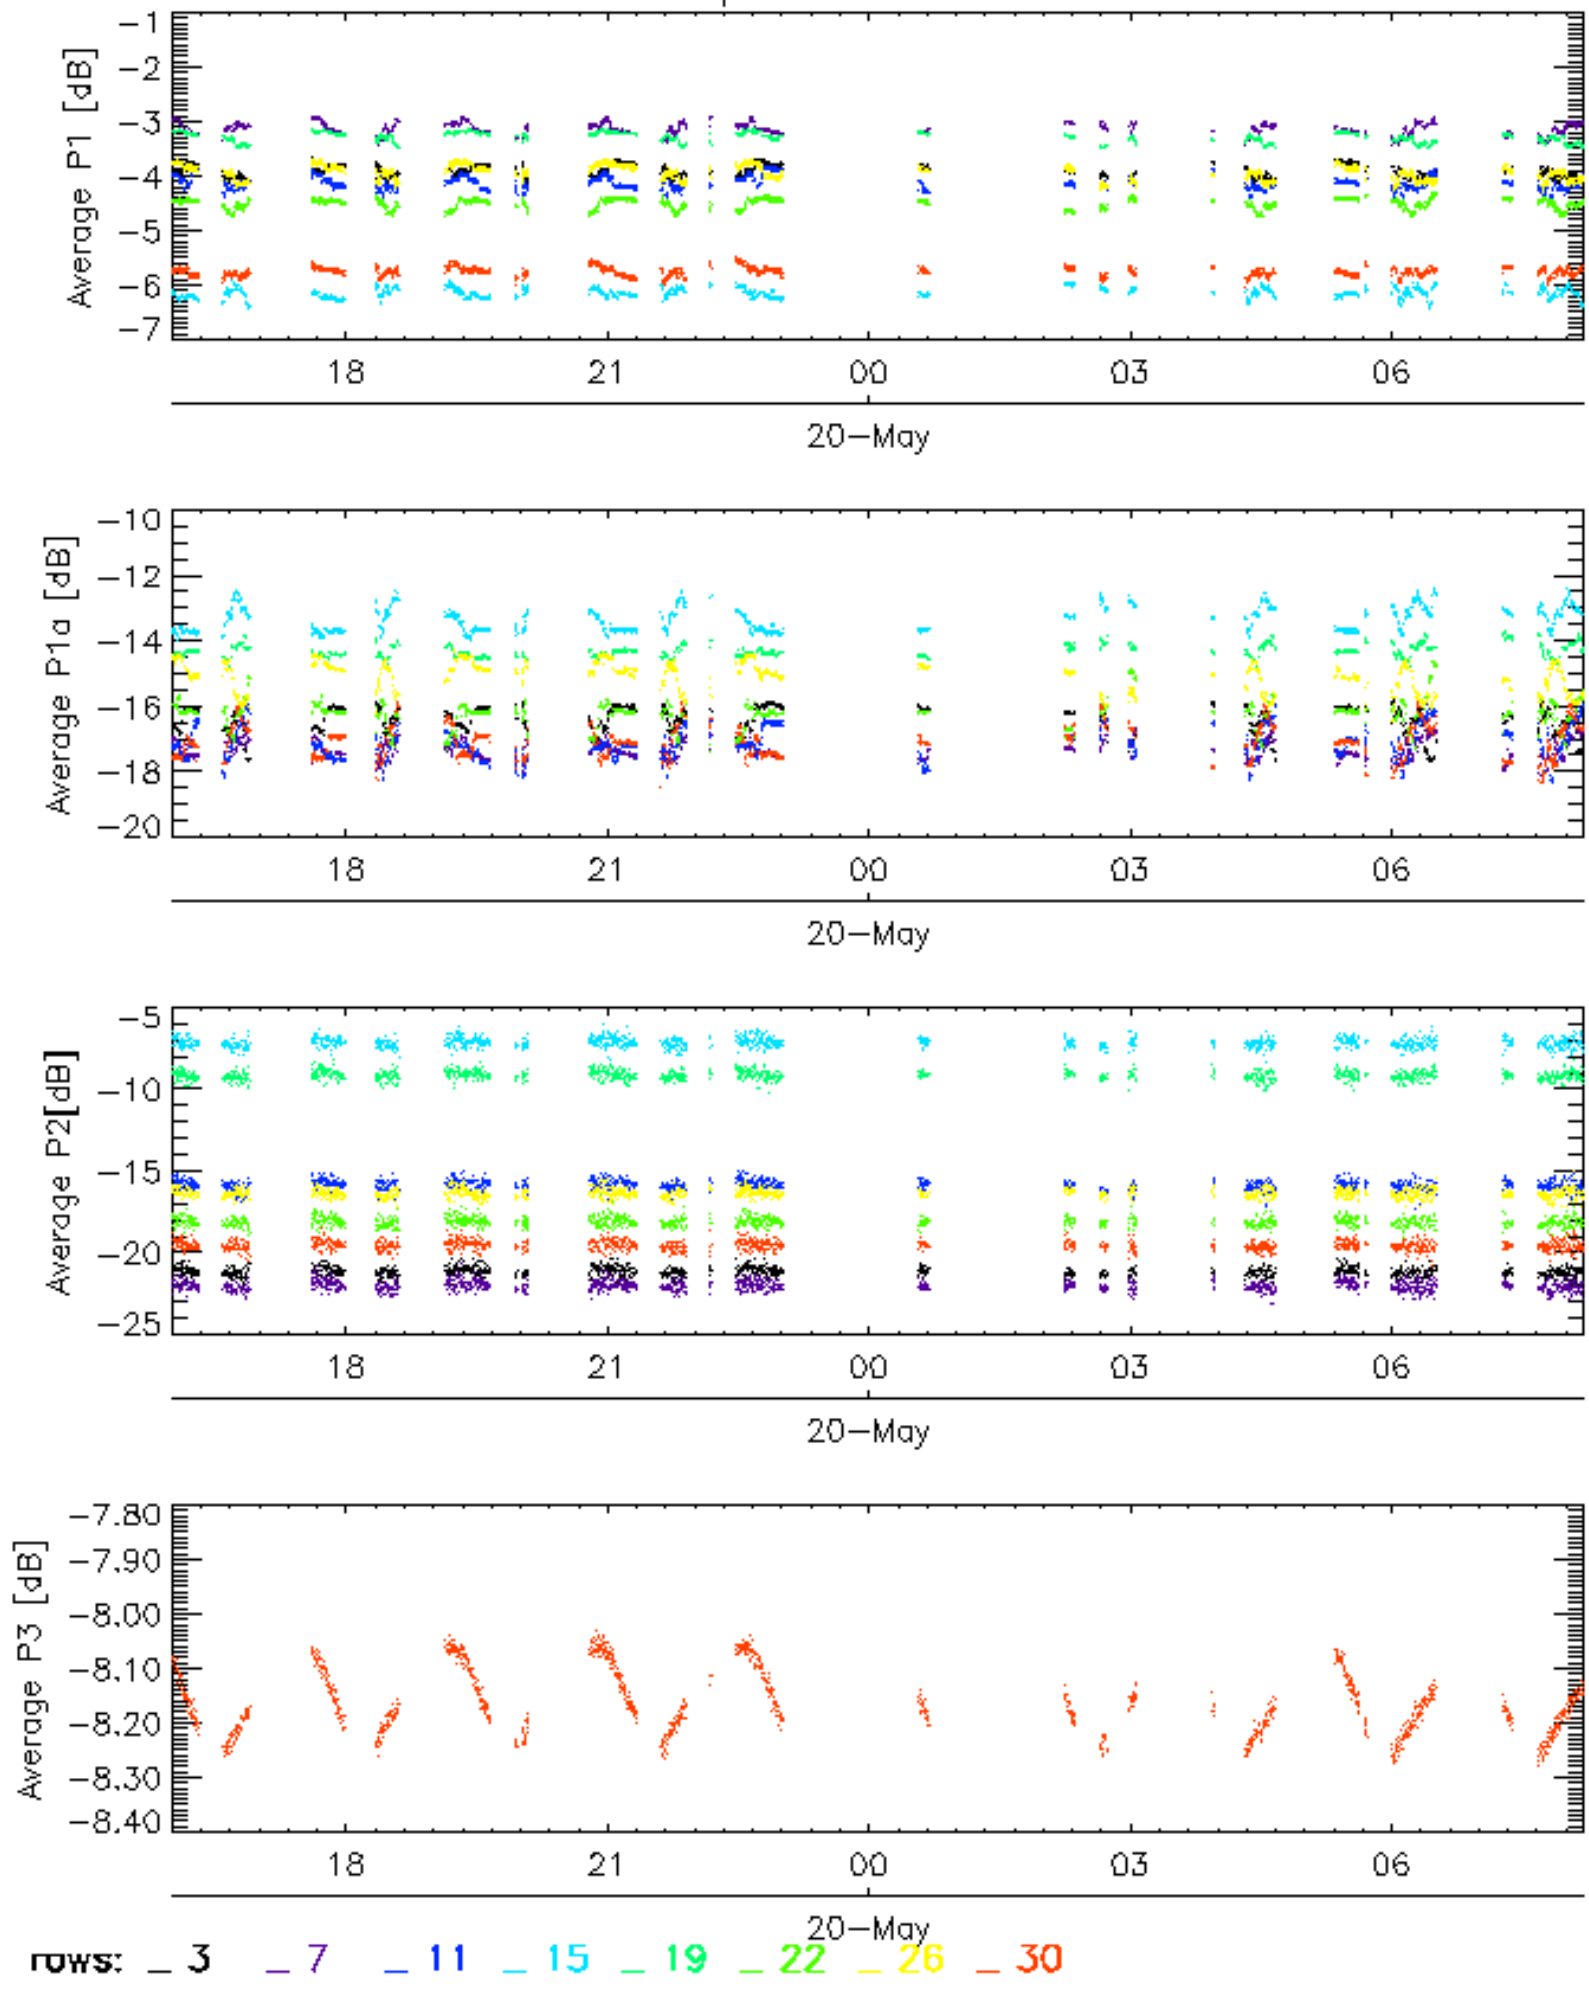 Average P1 [dB]
−1
−2
−3
−4
−5
−6
−7
18 21 00 03 06
20−May
Average P1a [dB]
−10
−12
−14
−16
−18
−20
18 21 00 03 06
20−May
Average P2[dB]
−5
−10
−15
−20
−25
18 21 00 03 06
20−May
Average P3 [dB]
−7.80
−7.90
−8.00
−8.10
−8.20
−8.30
−8.40
18 21 00 03 06
20−May
rows: _ 3 _ 7 _ 11 _ 15 _ 19 _ 22 _ 26 _ 30